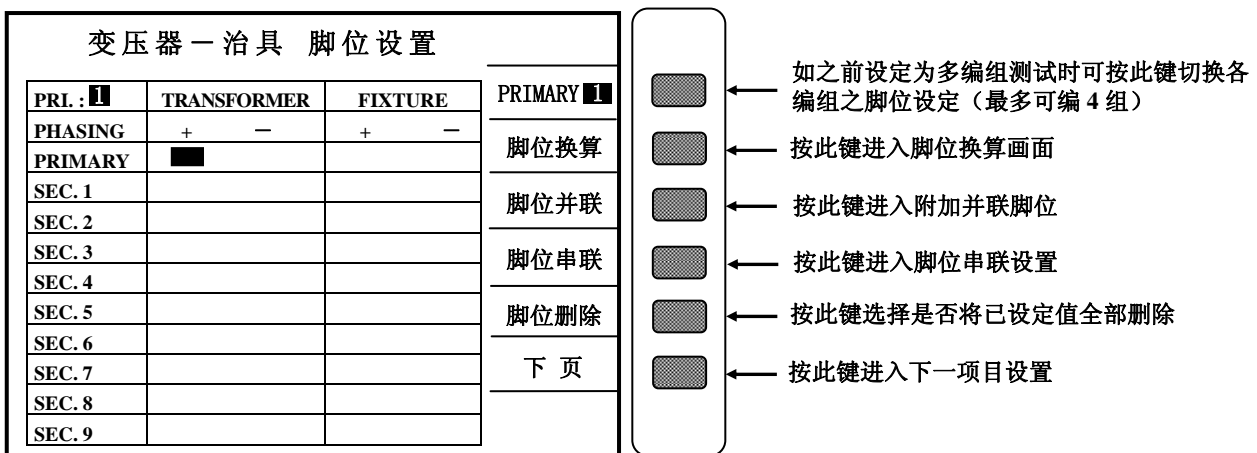 变压器－治具 脚位设置
PRI. : 1 TRANSFORMER FIXTURE
PHASING + － + －
PRIMARY
SEC. 1
SEC. 2
SEC. 3
SEC. 4
SEC. 5
SEC. 6
SEC. 7
SEC. 8
SEC. 9
PRIMARY 1
脚位换算
脚位并联
脚位串联
脚位删除
下 页
如之前设定为多编组测试时可按此键切换各
编组之脚位设定（最多可编 4 组）
按此键进入脚位换算画面
按此键进入附加并联脚位
按此键进入脚位串联设置
按此键选择是否将已设定值全部删除
按此键进入下一项目设置